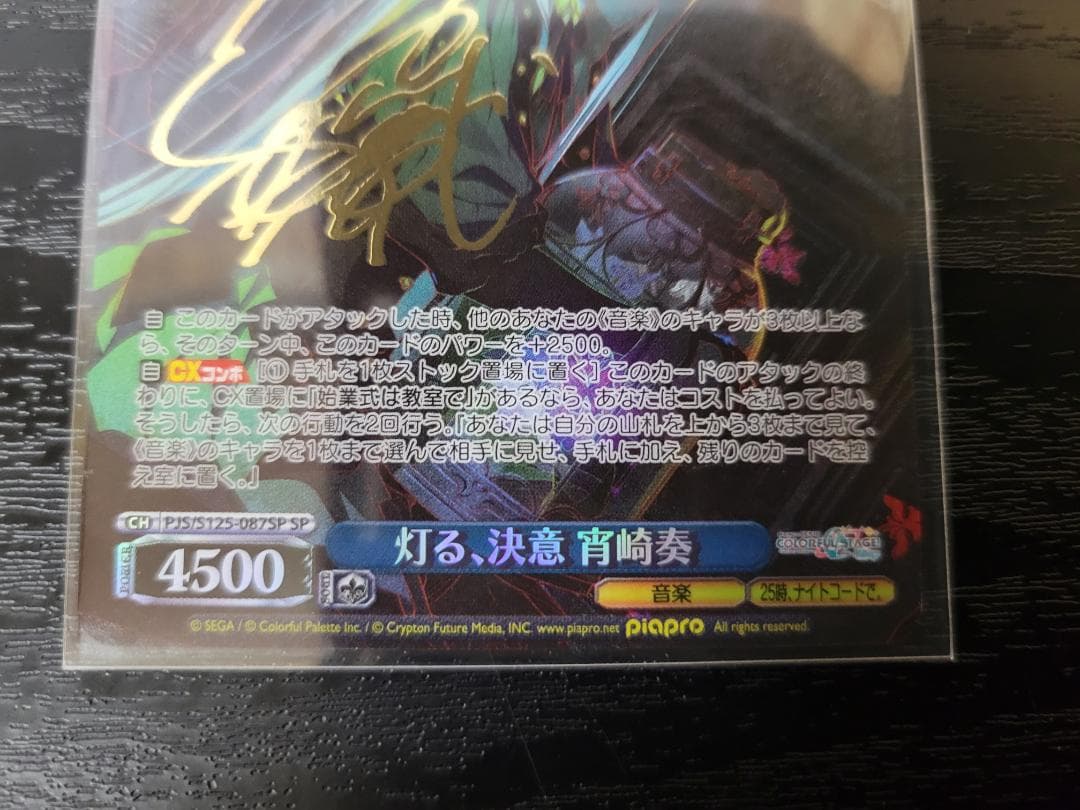 自 このカードがアタックした時、他のあなたの《音楽》のキャラが3枚以上な
ら、そのターン中、このカードのパワーを+2500。
自 CXコンボ [① 手札を1枚ストック置場に置く] このカードのアタックの終
わりに、CX置場に「始業式は教室で」があるなら、あなたはコストを払ってよい。
そうしたら、次の行動を2回行う。『あなたは自分の山札を上から3枚まで見て、
《音楽》のキャラを1枚まで選んで相手に見せ、手札に加え、残りのカードを控
え室に置く。』
CH PJS/S125-087SP SP
POWER 4500
灯る、決意 宵崎奏
COLORFUL STAGE!
音楽
25時、ナイトコードで。
© SEGA / © Colorful Palette Inc. / © Crypton Future Media, INC. www.piapro.net piapro All rights reserved.